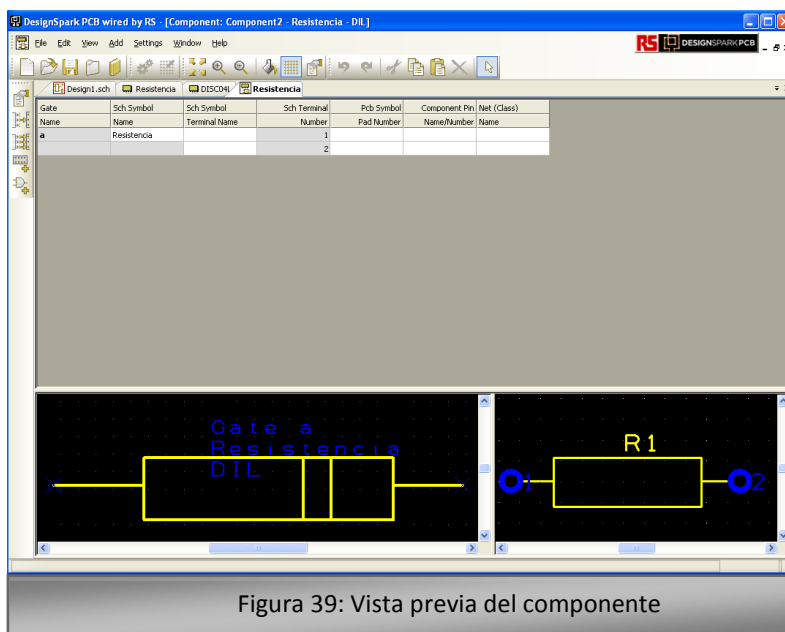 DesignSpark PCB wired by RS - [Component: Component2 - Resistencia - DIL]
File Edit View Add Settings Window Help
RS DESIGNSPARK PCB
Design1.sch Resistencia DISC04I Resistencia
Gate Sch Symbol Sch Symbol Sch Terminal Pcb Symbol Component Pin Net (Class)
Name Name Terminal Name Number Pad Number Name/Number Name
a Resistencia 1
2
Gate a
Resistencia
DIL
R1
1 2
Figura 39: Vista previa del componente